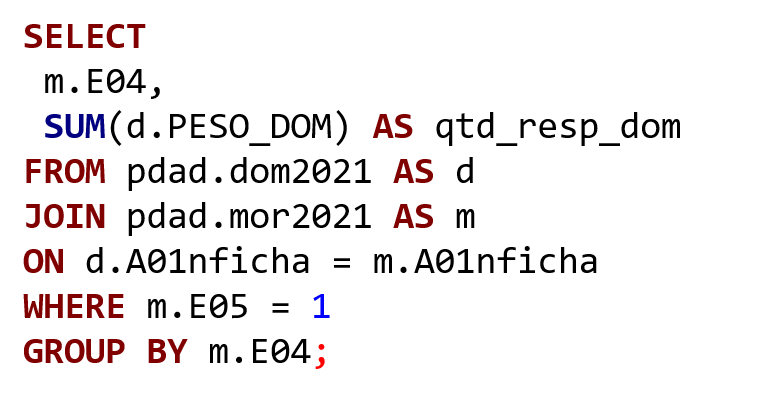 SELECT
m.E04,
SUM(d.PESO_DOM) AS qtd_resp_dom
FROM pdad.dom2021 AS d
JOIN pdad.mor2021 AS m
ON d.A01nficha = m.A01nficha
WHERE m.E05 = 1
GROUP BY m.E04;